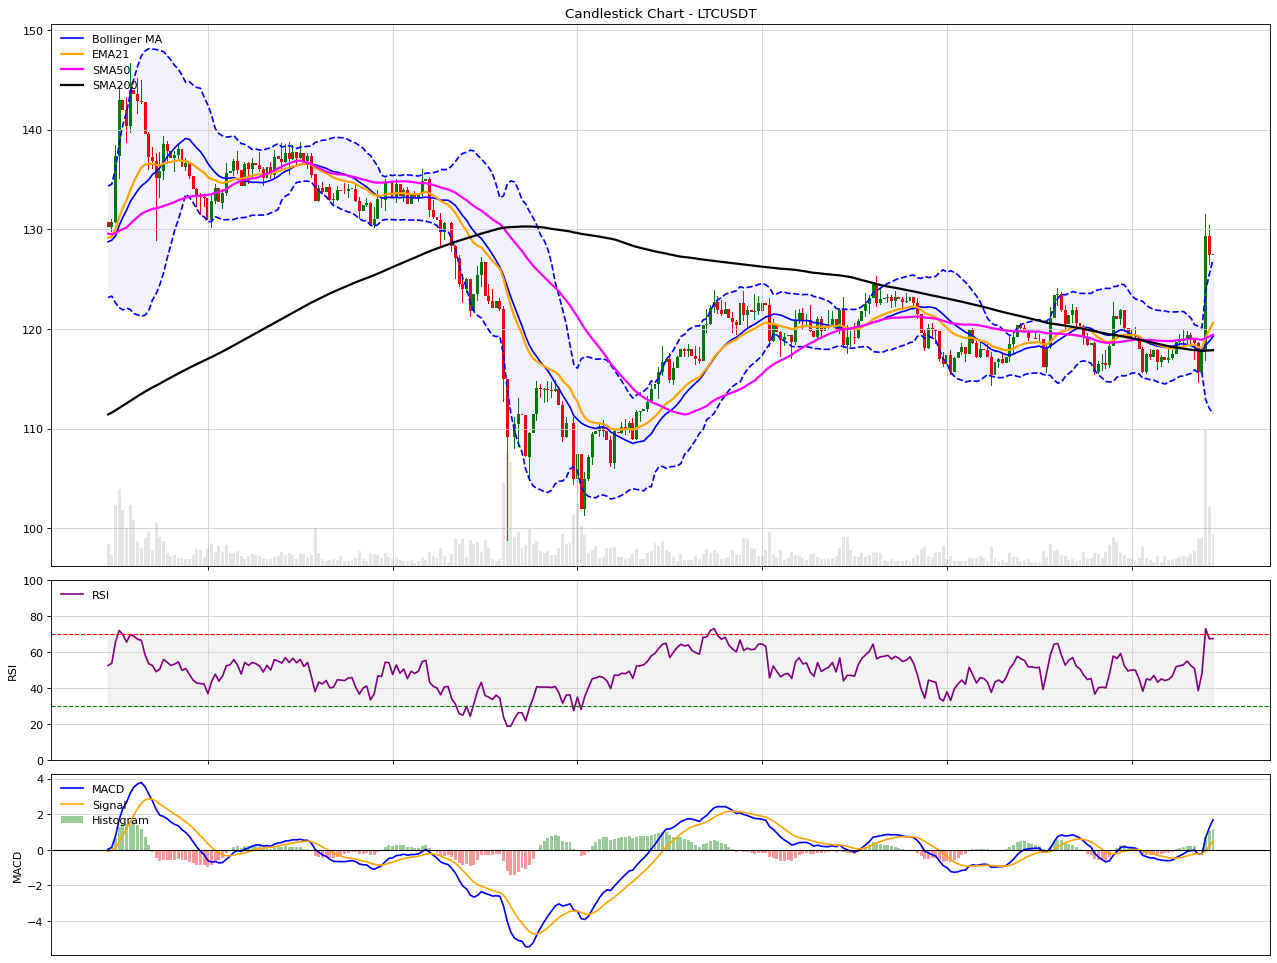 Candlestick Chart - LTCUSDT
150
140
130
120
110
100
Bollinger MA
EMA21
SMA50
SMA200
100
80
60
40
20
0
RSI
RSI
4
2
0
−2
−4
MACD
MACD
Signal
Histogram